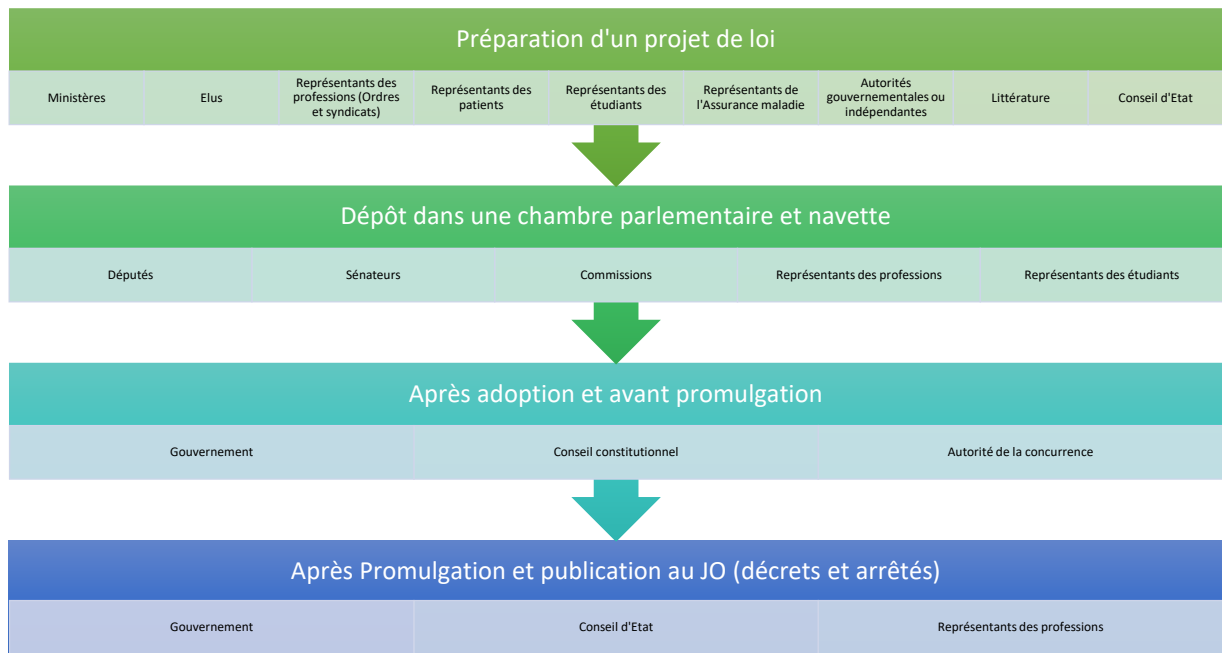 Préparation d'un projet de loi
Ministères
Elus
Représentants des
professions (Ordres
et syndicats)
Représentants des
patients
Représentants des
étudiants
Représentants de
l'Assurance maladie
Autorités
gouvernementales ou
indépendantes
Littérature
Conseil d'Etat
Dépôt dans une chambre parlementaire et navette
Députés
Sénateurs
Commissions
Représentants des professions
Représentants des étudiants
Après adoption et avant promulgation
Gouvernement
Conseil constitutionnel
Autorité de la concurrence
Après Promulgation et publication au JO (décrets et arrêtés)
Gouvernement
Conseil d'Etat
Représentants des professions